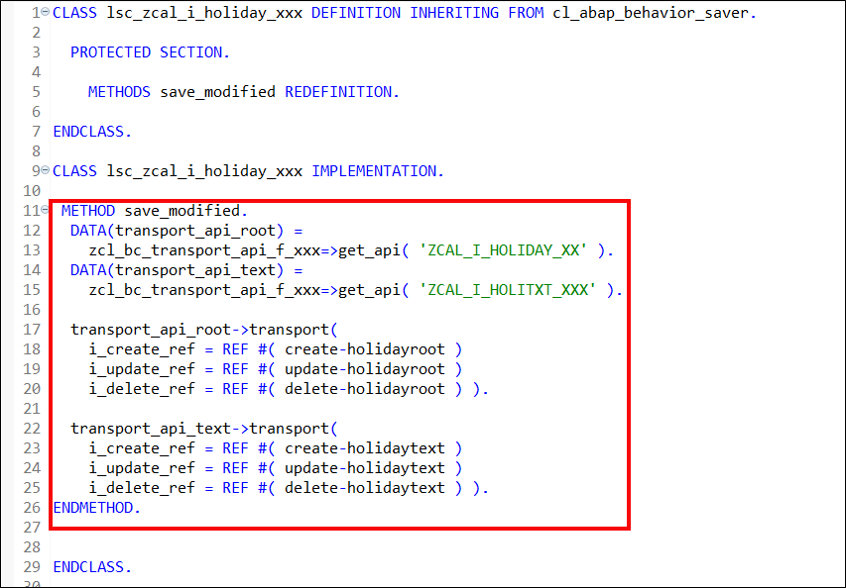 1 CLASS lsc_zcal_i_holiday_xxx DEFINITION INHERITING FROM cl_abap_behavior_saver.
2
3 PROTECTED SECTION.
4
5 METHODS save_modified REDEFINITION.
6
7 ENDCLASS.
8
9 CLASS lsc_zcal_i_holiday_xxx IMPLEMENTATION.
10
11 METHOD save_modified.
12 DATA(transport_api_root) =
13 zcl_bc_transport_api_f_xxx=>get_api( 'ZCAL_I_HOLIDAY_XX' ).
14 DATA(transport_api_text) =
15 zcl_bc_transport_api_f_xxx=>get_api( 'ZCAL_I_HOLITXT_XXX' ).
16
17 transport_api_root->transport(
18 i_create_ref = REF #( create-holidayroot )
19 i_update_ref = REF #( update-holidayroot )
20 i_delete_ref = REF #( delete-holidayroot ) ).
21
22 transport_api_text->transport(
23 i_create_ref = REF #( create-holidaytext )
24 i_update_ref = REF #( update-holidaytext )
25 i_delete_ref = REF #( delete-holidaytext ) ).
26 ENDMETHOD.
27
28
29 ENDCLASS.
30